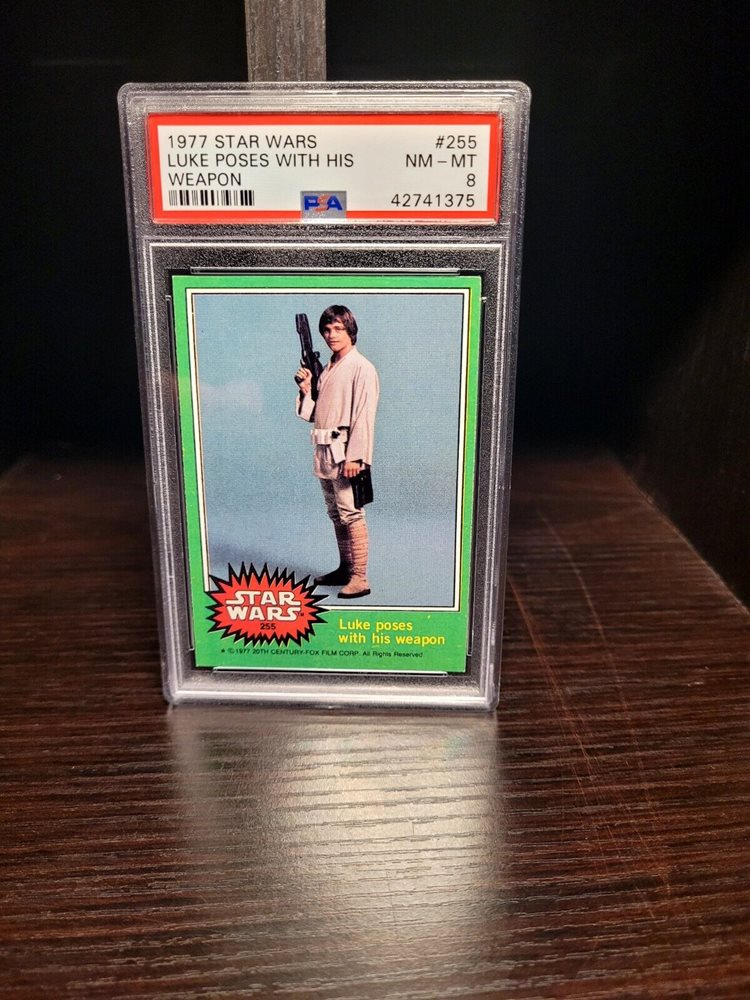 1977 STAR WARS #255
LUKE POSES WITH HIS NM – MT
WEAPON 8
PSA 42741375
STAR
WARS™
255
Luke poses
with his weapon
★ © 1977 20TH CENTURY-FOX FILM CORP. All Rights Reserved